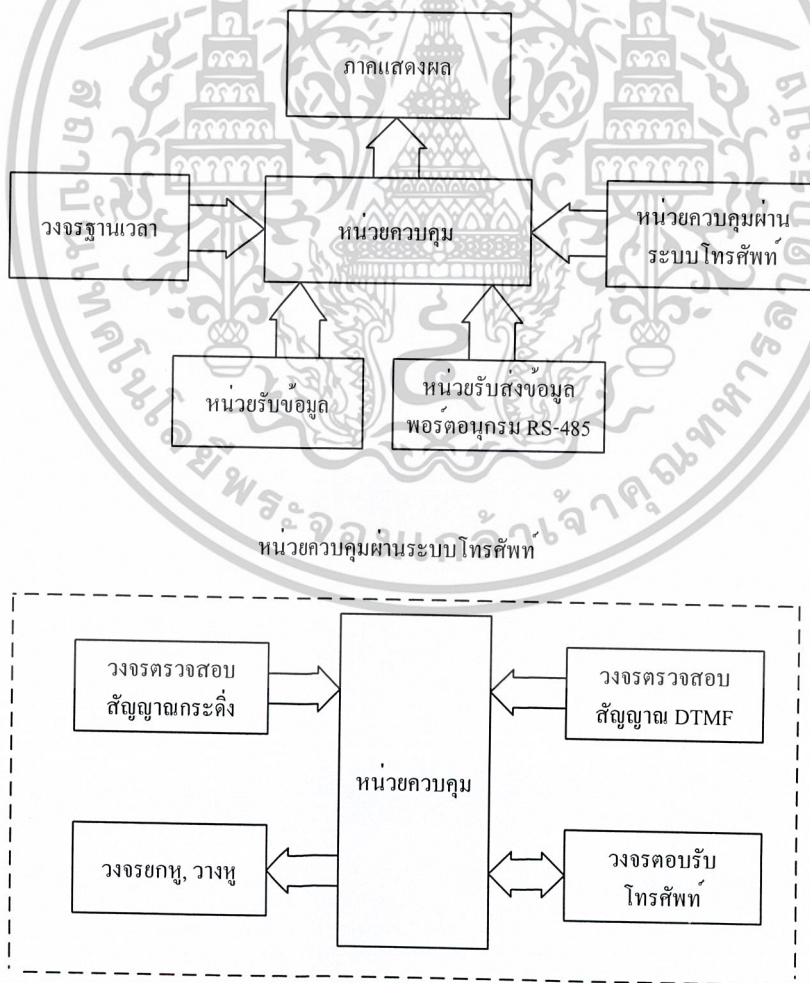 ภาคแสดงผล
วงจรฐานเวลา
หน่วยควบคุม
หน่วยควบคุมผ่าน
ระบบโทรศัพท์
หน่วยรับข้อมูล
หน่วยรับส่งข้อมูล
พอร์ตอนุกรม RS-485
หน่วยควบคุมผ่านระบบโทรศัพท์
วงจรตรวจสอบ
สัญญาณกระดิ่ง
วงจรตรวจสอบ
สัญญาณ DTMF
หน่วยควบคุม
วงจรยกหู, วางหู
วงจรตอบรับ
โทรศัพท์